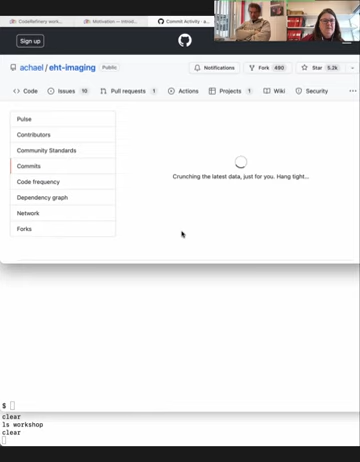 CodeRefinery work...
Motivation — Introd...
Commit Activity · a...
Sign up
achael / eht-imaging Public
Notifications Fork 480 Star 5.2k
Code Issues 10 Pull requests 1 Actions Projects 1 Wiki Security ...
Pulse
Contributors
Community Standards
Commits
Code frequency
Dependency graph
Network
Forks
Crunching the latest data, just for you. Hang tight...
$
clear
ls workshop
clear